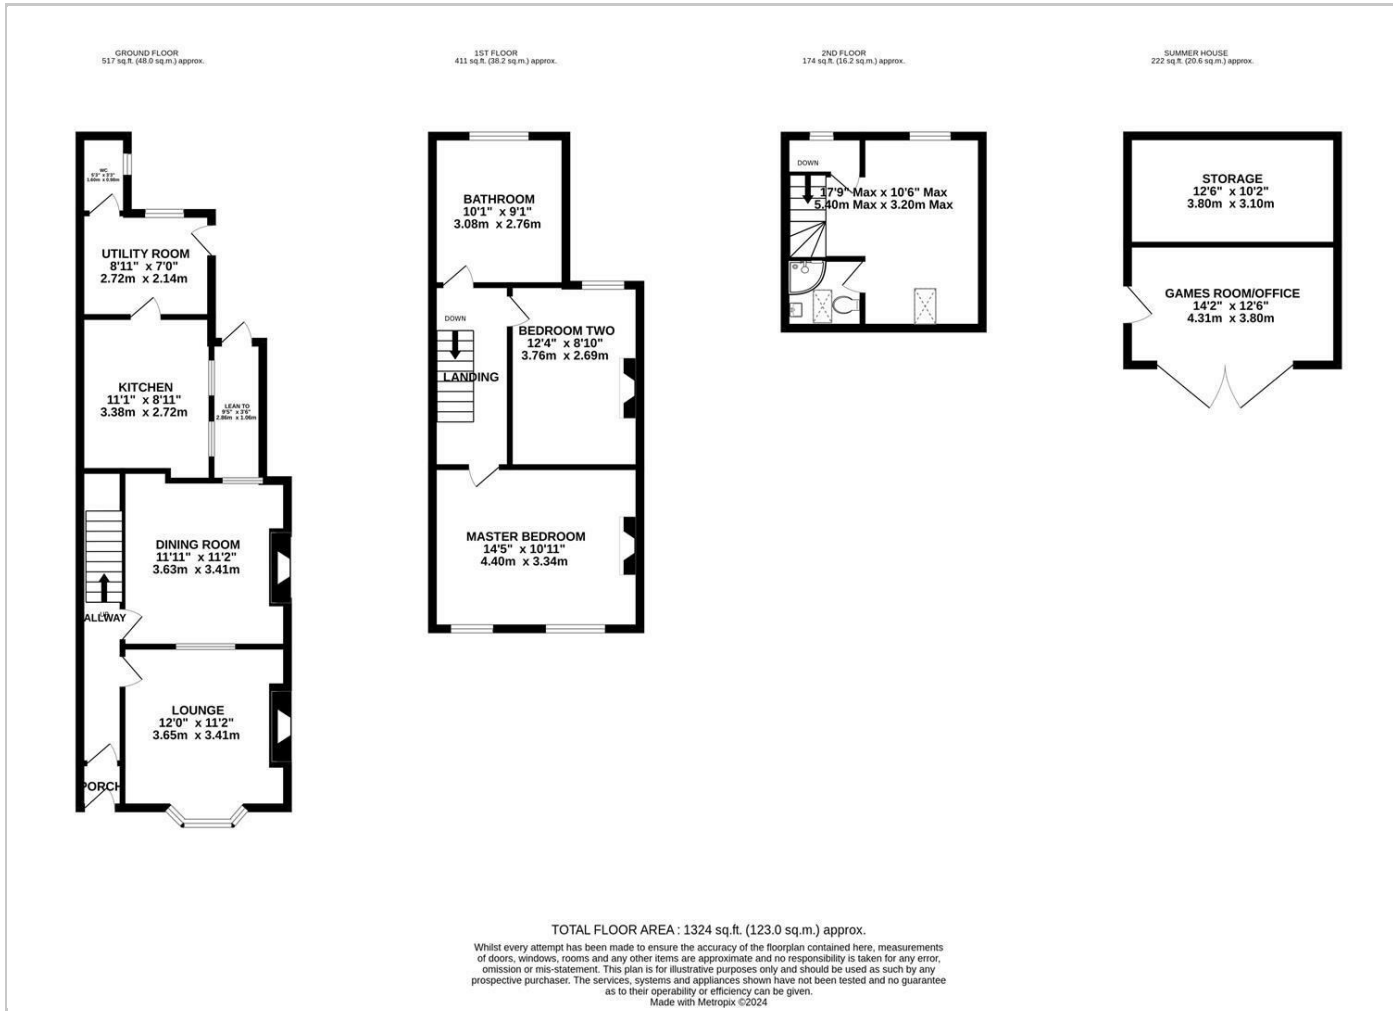 GROUND FLOOR
517 sq.ft. (48.0 sq.m.) approx.
WC
5'3" x 3'3"
1.60m x 0.98m
UTILITY ROOM
8'11" x 7'0"
2.72m x 2.14m
KITCHEN
11'1" x 8'11"
3.38m x 2.72m
LEAN TO
9'5" x 3'6"
2.86m x 1.06m
DINING ROOM
11'11" x 11'2"
3.63m x 3.41m
UP
ALLWAY
LOUNGE
12'0" x 11'2"
3.65m x 3.41m
PORCH
1ST FLOOR
411 sq.ft. (38.2 sq.m.) approx.
BATHROOM
10'1" x 9'1"
3.08m x 2.76m
DOWN
LANDING
BEDROOM TWO
12'4" x 8'10"
3.76m x 2.69m
MASTER BEDROOM
14'5" x 10'11"
4.40m x 3.34m
2ND FLOOR
174 sq.ft. (16.2 sq.m.) approx.
DOWN
17'9" Max x 10'6" Max
5.40m Max x 3.20m Max
SUMMER HOUSE
222 sq.ft. (20.6 sq.m.) approx.
STORAGE
12'6" x 10'2"
3.80m x 3.10m
GAMES ROOM/OFFICE
14'2" x 12'6"
4.31m x 3.80m
TOTAL FLOOR AREA : 1324 sq.ft. (123.0 sq.m.) approx.
Whilst every attempt has been made to ensure the accuracy of the floorplan contained here, measurements
of doors, windows, rooms and any other items are approximate and no responsibility is taken for any error,
omission or mis-statement. This plan is for illustrative purposes only and should be used as such by any
prospective purchaser. The services, systems and appliances shown have not been tested and no guarantee
as to their operability or efficiency can be given.
Made with Metropix ©2024